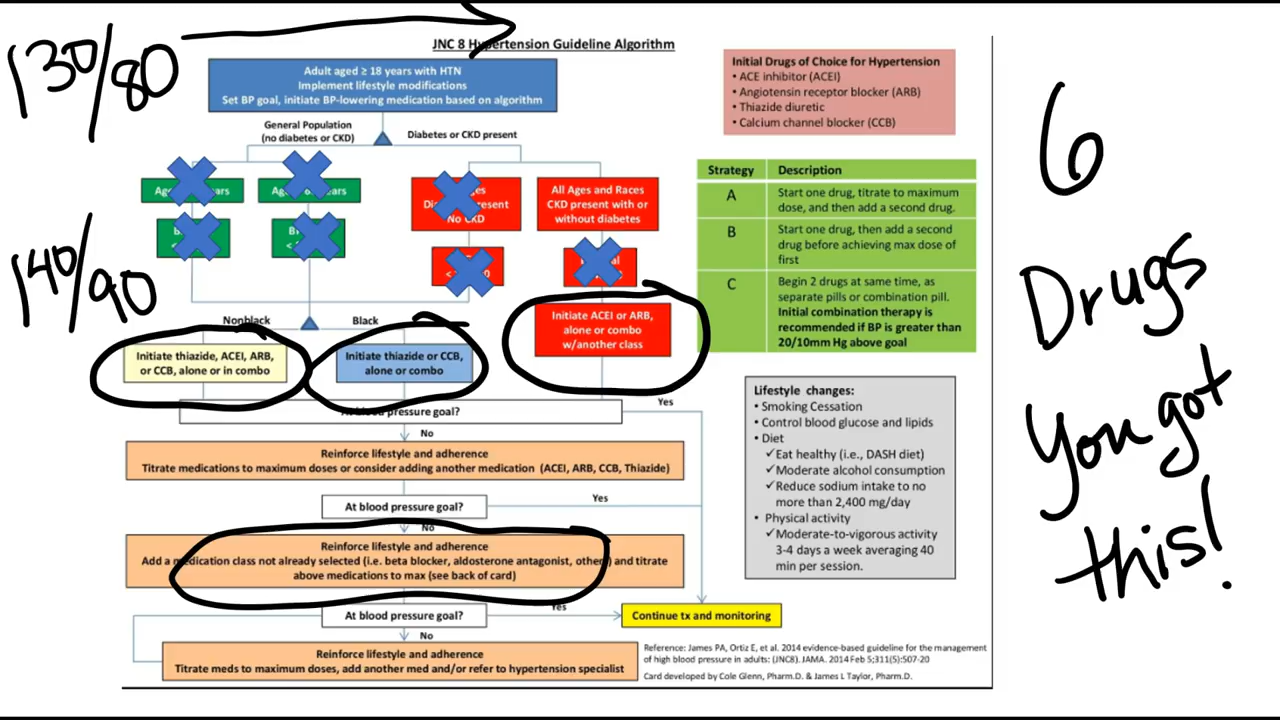 130/80
JNC 8 Hypertension Guideline Algorithm
Adult aged ≥ 18 years with HTN
Implement lifestyle modifications
Set BP goal, initiate BP-lowering medication based on algorithm
General Population
(no diabetes or CKD)
Diabetes or CKD present
present
No CKD
All Ages and Races
CKD present with or
without diabetes
140/90
Nonblack
Black
Initiate thiazide, ACEI, ARB,
or CCB, alone or in combo
Initiate thiazide or CCB,
alone or combo
Initiate ACEI or ARB,
alone or combo
w/another class
At blood pressure goal?
Yes
No
Reinforce lifestyle and adherence
Titrate medications to maximum doses or consider adding another medication (ACEI, ARB, CCB, Thiazide)
At blood pressure goal?
Yes
No
Reinforce lifestyle and adherence
Add a medication class not already selected (i.e. beta blocker, aldosterone antagonist, others) and titrate
above medications to max (see back of card)
At blood pressure goal?
Yes
Continue tx and monitoring
No
Reinforce lifestyle and adherence
Titrate meds to maximum doses, add another med and/or refer to hypertension specialist
Initial Drugs of Choice for Hypertension
• ACE inhibitor (ACEI)
• Angiotensin receptor blocker (ARB)
• Thiazide diuretic
• Calcium channel blocker (CCB)
Strategy Description
A Start one drug, titrate to maximum
dose, and then add a second drug.
B Start one drug, then add a second
drug before achieving max dose of
first
C Begin 2 drugs at same time, as
separate pills or combination pill.
Initial combination therapy is
recommended if BP is greater than
20/10mm Hg above goal
Lifestyle changes:
• Smoking Cessation
• Control blood glucose and lipids
• Diet
✓Eat healthy (i.e., DASH diet)
✓Moderate alcohol consumption
✓Reduce sodium intake to no
more than 2,400 mg/day
• Physical activity
✓Moderate-to-vigorous activity
3-4 days a week averaging 40
min per session.
Reference: James PA, Ortiz E, et al. 2014 evidence-based guideline for the management
of high blood pressure in adults: (JNC8). JAMA. 2014 Feb 5;311(5):507-20
Card developed by Cole Glenn, Pharm.D. & James L Taylor, Pharm.D.
6
Drugs
You got
this!